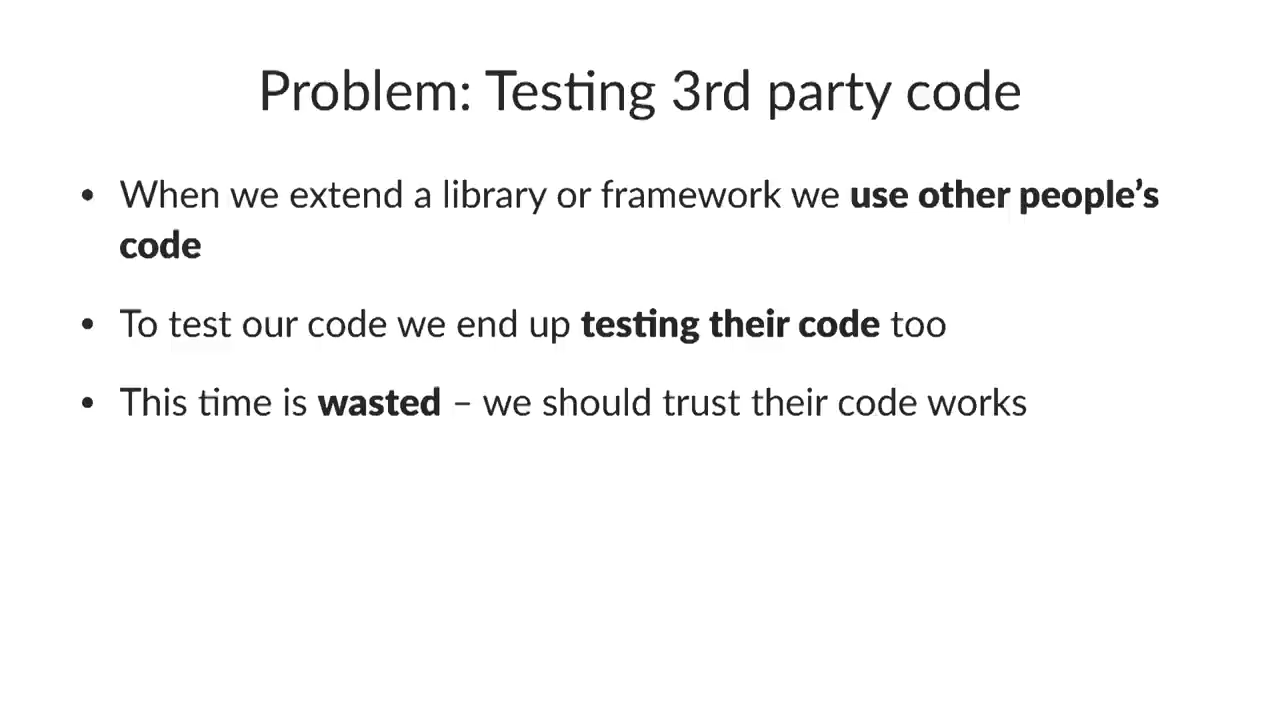 Problem: Testing 3rd party code
• When we extend a library or framework we use other people’s
code
• To test our code we end up testing their code too
• This time is wasted – we should trust their code works